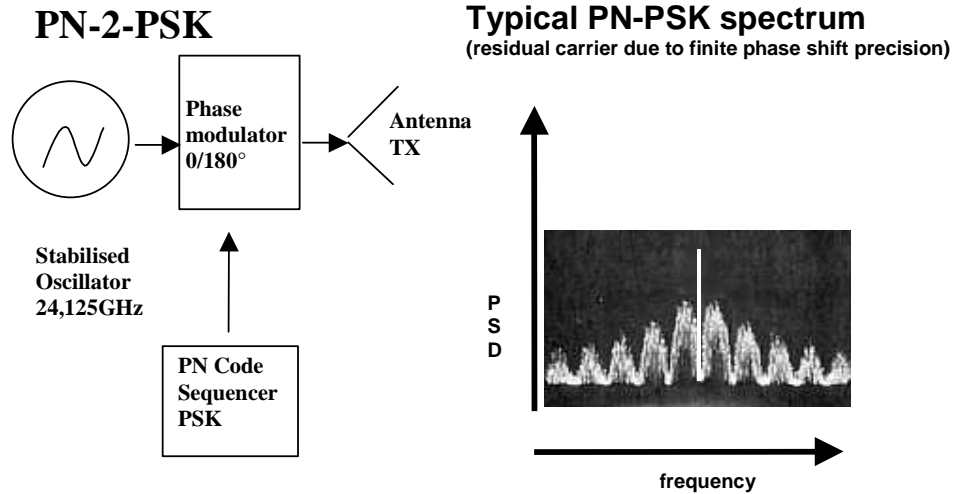 PN-2-PSK
Typical PN-PSK spectrum
(residual carrier due to finite phase shift precision)
Phase
modulator
0/180°
Antenna
TX
Stabilised
Oscillator
24,125GHz
PN Code
Sequencer
PSK
P
S
D
frequency